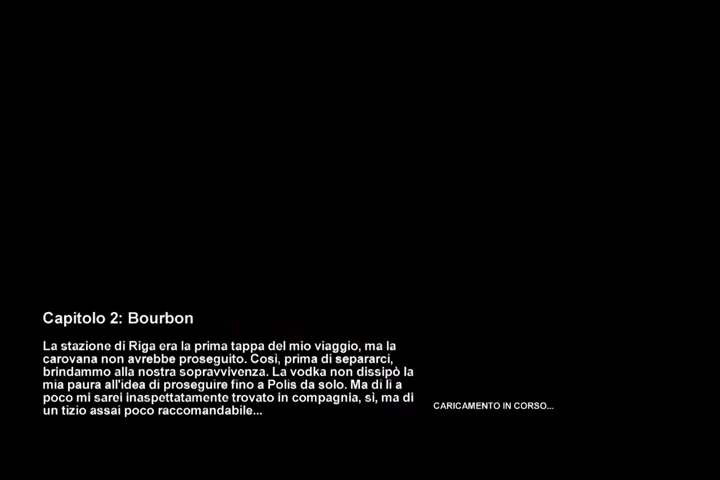 Capitolo 2: Bourbon
La stazione di Riga era la prima tappa del mio viaggio, ma la
carovana non avrebbe proseguito. Così, prima di separarci,
brindammo alla nostra sopravvivenza. La vodka non dissipò la
mia paura all'idea di proseguire fino a Polis da solo. Ma di lì a
poco mi sarei inaspettatamente trovato in compagnia, sì, ma di
un tizio assai poco raccomandabile...
CARICAMENTO IN CORSO...